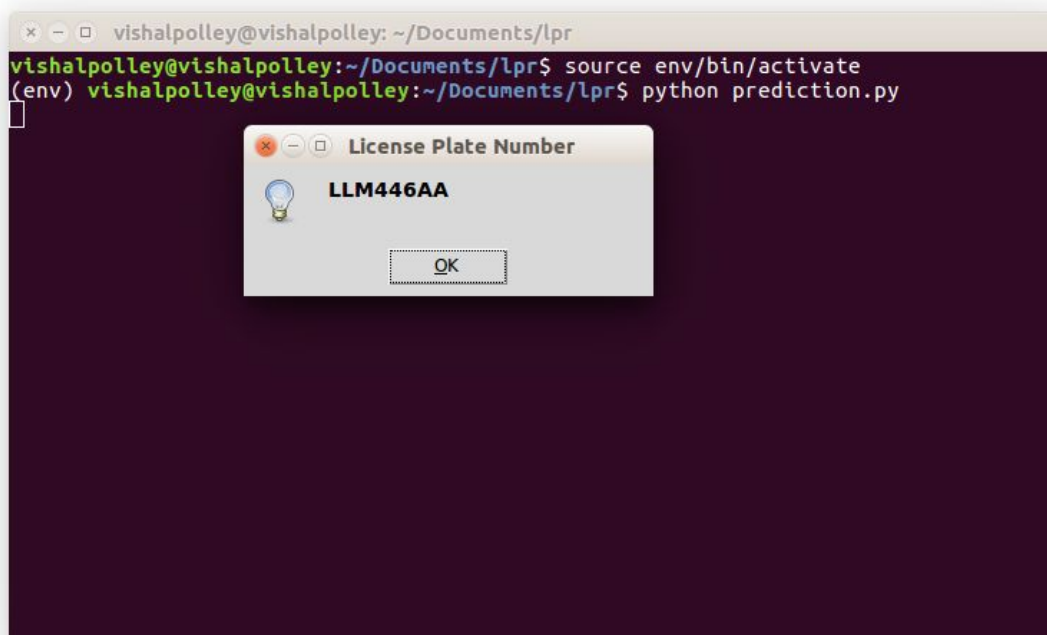 vishalpolley@vishalpolley: ~/Documents/lpr
vishalpolley@vishalpolley:~/Documents/lpr$ source env/bin/activate
(env) vishalpolley@vishalpolley:~/Documents/lpr$ python prediction.py
License Plate Number
LLM446AA
OK